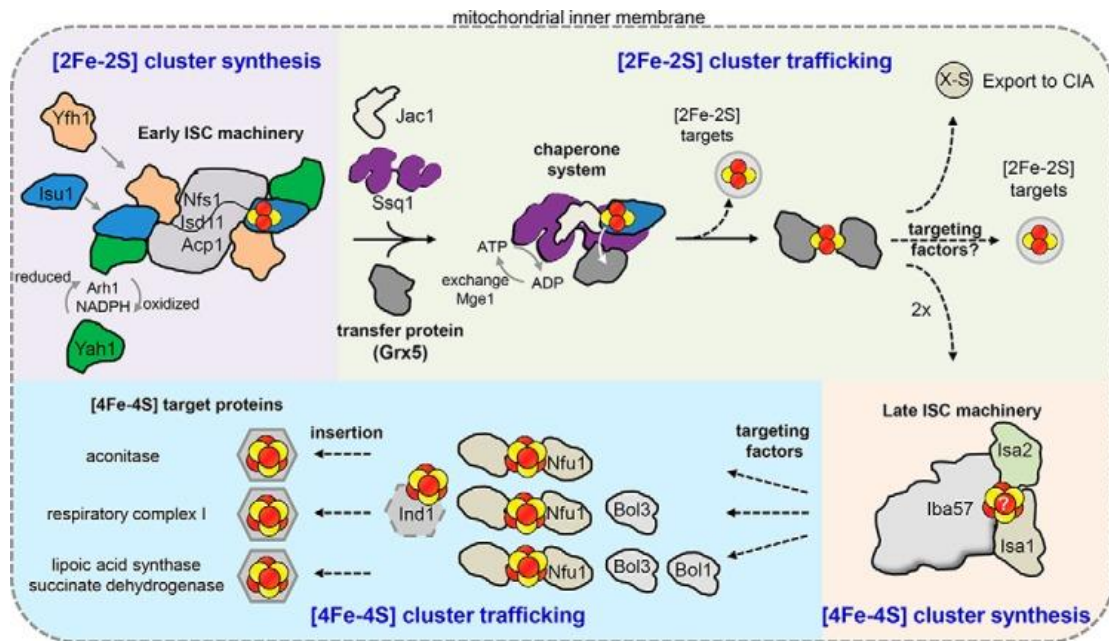 mitochondrial inner membrane
[2Fe-2S] cluster synthesis
Yfh1
Early ISC machinery
Isu1
Nfs1
Isd11
Acp1
reduced
Arh1
NADPH
oxidized
Yah1
[2Fe-2S] cluster trafficking
Jac1
Ssq1
transfer protein
(Grx5)
chaperone
system
ATP
ADP
exchange
Mge1
[2Fe-2S]
targets
X-S
Export to CIA
[2Fe-2S]
targets
targeting
factors?
2x
[4Fe-4S] target proteins
aconitase
respiratory complex I
lipoic acid synthase
succinate dehydrogenase
insertion
Ind1
Nfu1
Nfu1
Bol3
Nfu1
Bol3
Bol1
targeting
factors
[4Fe-4S] cluster trafficking
Late ISC machinery
Isa2
Iba57
?
Isa1
[4Fe-4S] cluster synthesis